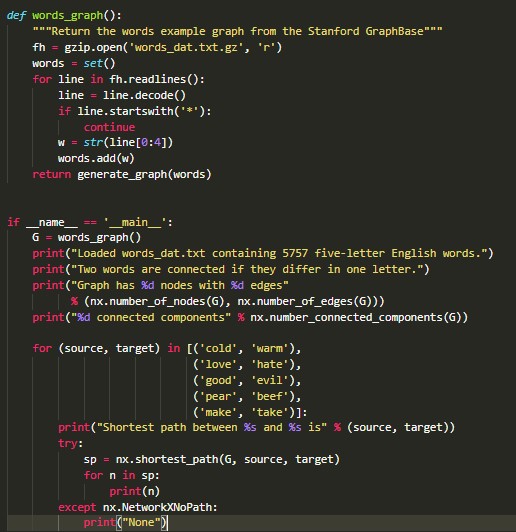 def words_graph():
    """Return the words example graph from the Stanford GraphBase"""
    fh = gzip.open('words_dat.txt.gz', 'r')
    words = set()
    for line in fh.readlines():
        line = line.decode()
        if line.startswith('*'):
            continue
        w = str(line[0:4])
        words.add(w)
    return generate_graph(words)


if __name__ == '__main__':
    G = words_graph()
    print("Loaded words_dat.txt containing 5757 five-letter English words.")
    print("Two words are connected if they differ in one letter.")
    print("Graph has %d nodes with %d edges"
          % (nx.number_of_nodes(G), nx.number_of_edges(G)))
    print("%d connected components" % nx.number_connected_components(G))

    for (source, target) in [('cold', 'warm'),
                             ('love', 'hate'),
                             ('good', 'evil'),
                             ('pear', 'beef'),
                             ('make', 'take')]:
        print("Shortest path between %s and %s is" % (source, target))
        try:
            sp = nx.shortest_path(G, source, target)
            for n in sp:
                print(n)
        except nx.NetworkXNoPath:
            print("None")